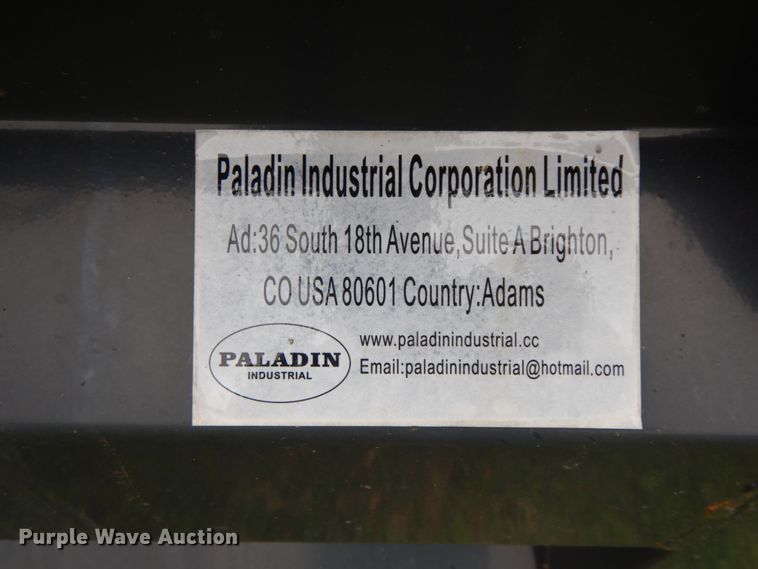 Paladin Industrial Corporation Limited
Ad:36 South 18th Avenue,Suite A Brighton,
CO USA 80601 Country:Adams
PALADIN
INDUSTRIAL
www.paladinindustrial.cc
Email:paladinindustrial@hotmail.com
Purple Wave Auction®